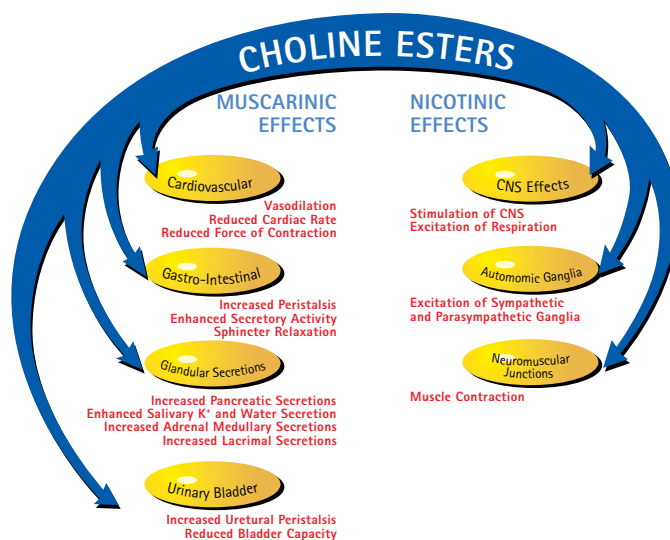 CHOLINE ESTERS
MUSCARINIC
EFFECTS
Cardiovascular
Vasodilation
Reduced Cardiac Rate
Reduced Force of Contraction
Gastro-Intestinal
Increased Peristalsis
Enhanced Secretory Activity
Sphincter Relaxation
Glandular Secretions
Increased Pancreatic Secretions
Enhanced Salivary K⁺ and Water Secretion
Increased Adrenal Medullary Secretions
Increased Lacrimal Secretions
Urinary Bladder
Increased Uretural Peristalsis
Reduced Bladder Capacity
NICOTINIC
EFFECTS
CNS Effects
Stimulation of CNS
Excitation of Respiration
Automomic Ganglia
Excitation of Sympathetic
and Parasympathetic Ganglia
Neuromuscular
Junctions
Muscle Contraction